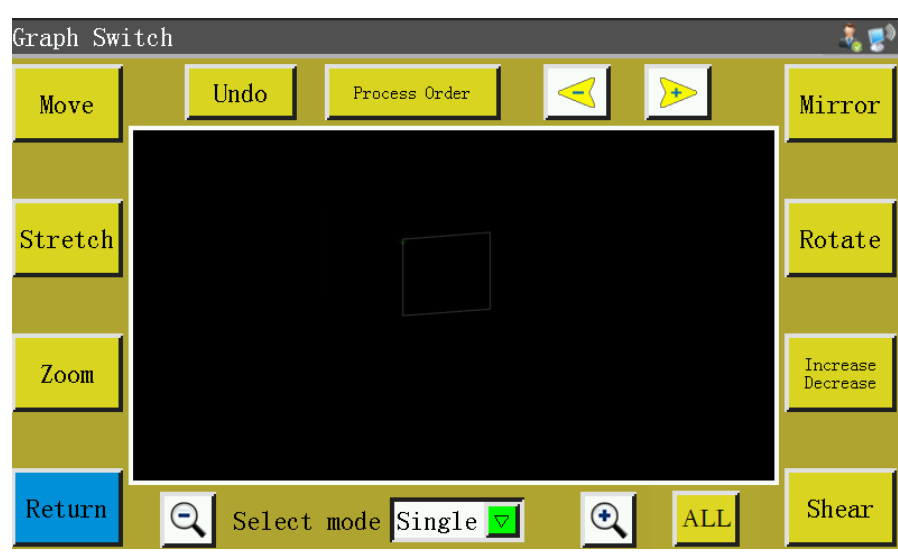 Graph Switch
Move
Undo
Process Order
-
+
Mirror
Stretch
Rotate
Zoom
Increase
Decrease
Return
Select mode
Single
ALL
Shear